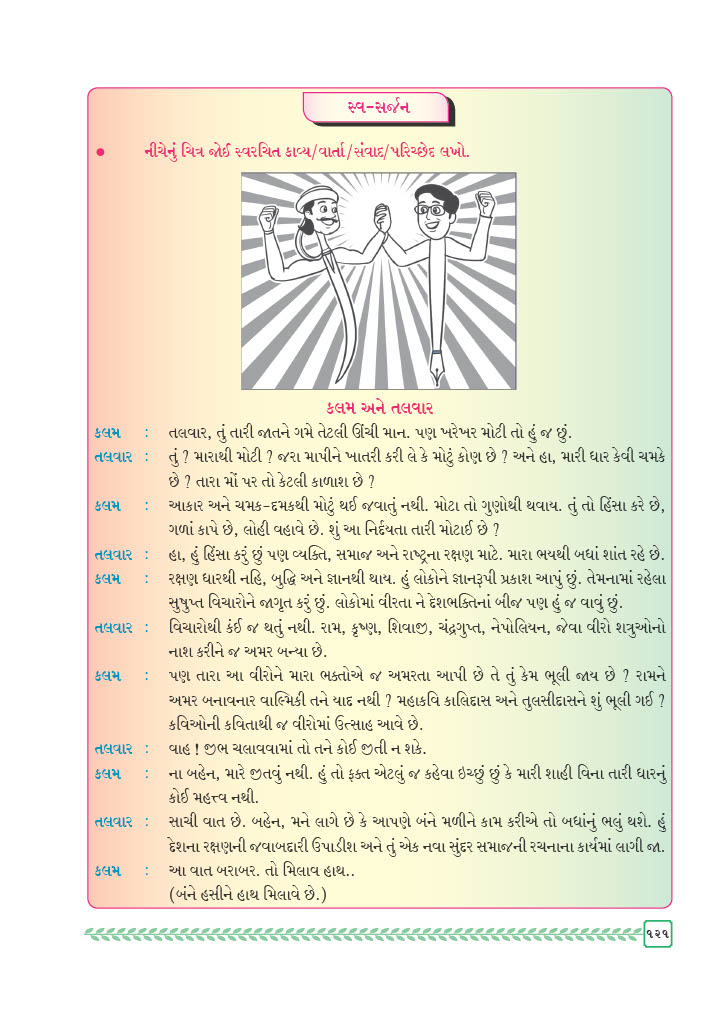 સ્વ-સર્જન
● નીચેનું ચિત્ર જોઈ સ્વરચિત કાવ્ય/વાર્તા/સંવાદ/પરિચ્છેદ લખો.
કલમ અને તલવાર
કલમ : તલવાર, તું તારી જાતને ગમે તેટલી ઊંચી માન. પણ ખરેખર મોટી તો હું જ છું.
તલવાર : તું ? મારાથી મોટી ? જરા માપીને ખાતરી કરી લે કે મોટું કોણ છે ? અને હા, મારી ધાર કેવી ચમકે
છે ? તારા મોં પર તો કેટલી કાળાશ છે ?
કલમ : આકાર અને ચમક-દમકથી મોટું થઈ જવાતું નથી. મોટા તો ગુણોથી થવાય. તું તો હિંસા કરે છે,
ગળાં કાપે છે, લોહી વહાવે છે. શું આ નિર્દયતા તારી મોટાઈ છે ?
તલવાર : હા, હું હિંસા કરું છું પણ વ્યક્તિ, સમાજ અને રાષ્ટ્રના રક્ષણ માટે. મારા ભયથી બધાં શાંત રહે છે.
કલમ : રક્ષણ ધારથી નહિ, બુદ્ધિ અને જ્ઞાનથી થાય. હું લોકોને જ્ઞાનરૂપી પ્રકાશ આપું છું. તેમનામાં રહેલા
સુષુપ્ત વિચારોને જાગૃત કરું છું. લોકોમાં વીરતા ને દેશભક્તિનાં બીજ પણ હું જ વાવું છું.
તલવાર : વિચારોથી કંઈ જ થતું નથી. રામ, કૃષ્ણ, શિવાજી, ચંદ્રગુપ્ત, નેપોલિયન, જેવા વીરો શત્રુઓનો
નાશ કરીને જ અમર બન્યા છે.
કલમ : પણ તારા આ વીરોને મારા ભક્તોએ જ અમરતા આપી છે તે તું કેમ ભૂલી જાય છે ? રામને
અમર બનાવનાર વાલ્મિકી તને યાદ નથી ? મહાકવિ કાલિદાસ અને તુલસીદાસને શું ભૂલી ગઈ ?
કવિઓની કવિતાથી જ વીરોમાં ઉત્સાહ આવે છે.
તલવાર : વાહ ! જીભ ચલાવવામાં તો તને કોઈ જીતી ન શકે.
કલમ : ના બહેન, મારે જીતવું નથી. હું તો ફક્ત એટલું જ કહેવા ઇચ્છું છું કે મારી શાહી વિના તારી ધારનું
કોઈ મહત્ત્વ નથી.
તલવાર : સાચી વાત છે. બહેન, મને લાગે છે કે આપણે બંને મળીને કામ કરીએ તો બધાંનું ભલું થશે. હું
દેશના રક્ષણની જવાબદારી ઉપાડીશ અને તું એક નવા સુંદર સમાજની રચનાના કાર્યમાં લાગી જા.
કલમ : આ વાત બરાબર. તો મિલાવ હાથ..
(બંને હસીને હાથ મિલાવે છે.)
૧૨૧